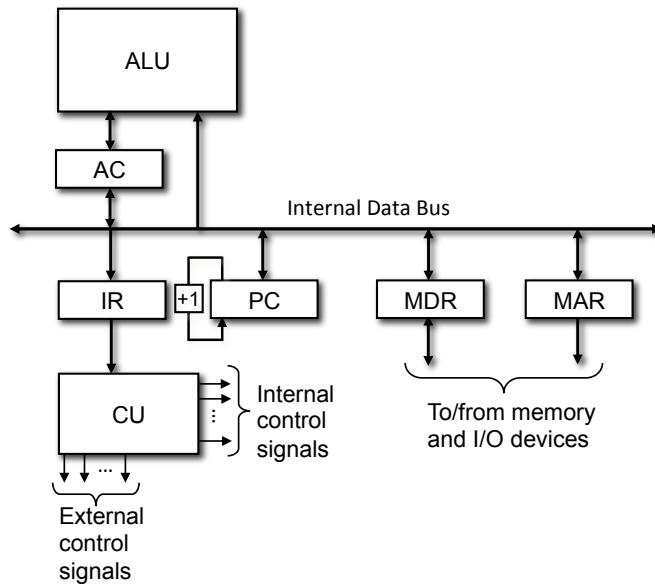 ALU
AC
Internal Data Bus
IR
+1
PC
MDR
MAR
CU
...
Internal
control
signals
To/from memory
and I/O devices
...
External
control
signals